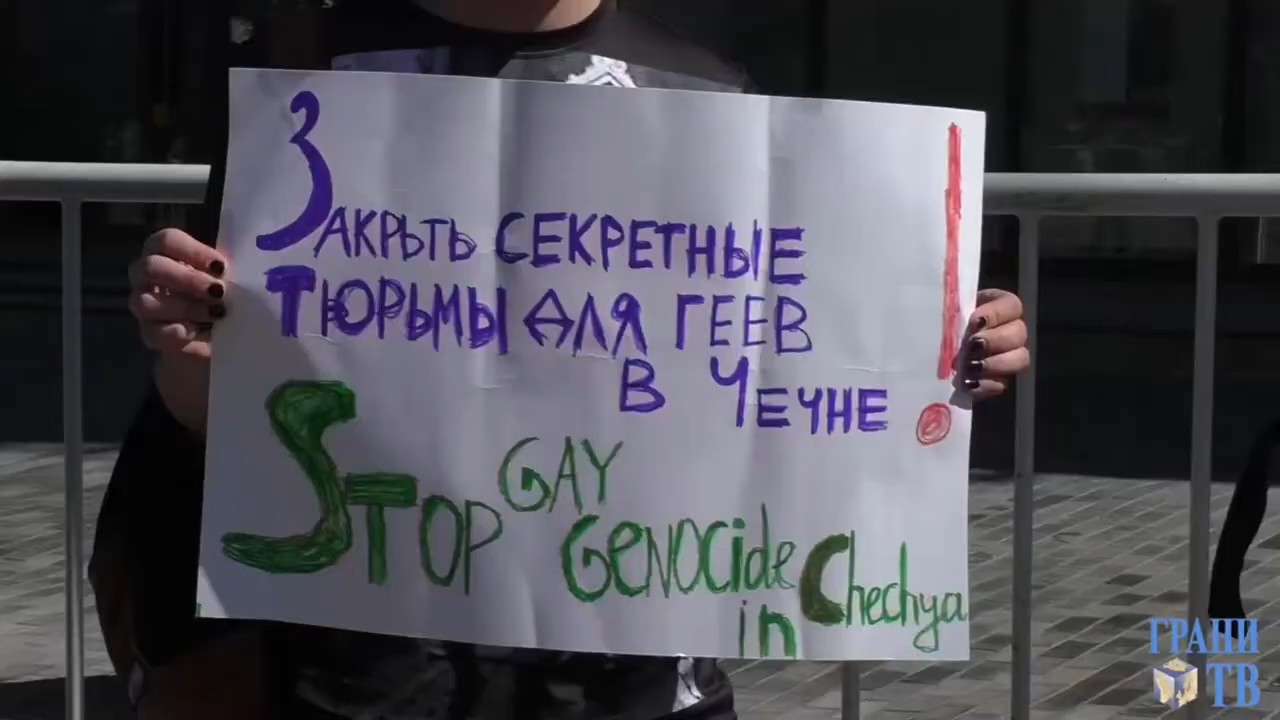 Закрыть секретные
тюрьмы для геев
в Чечне!
Stop Gay
Genocide
in Chechya
ГРАНИ
ТВ